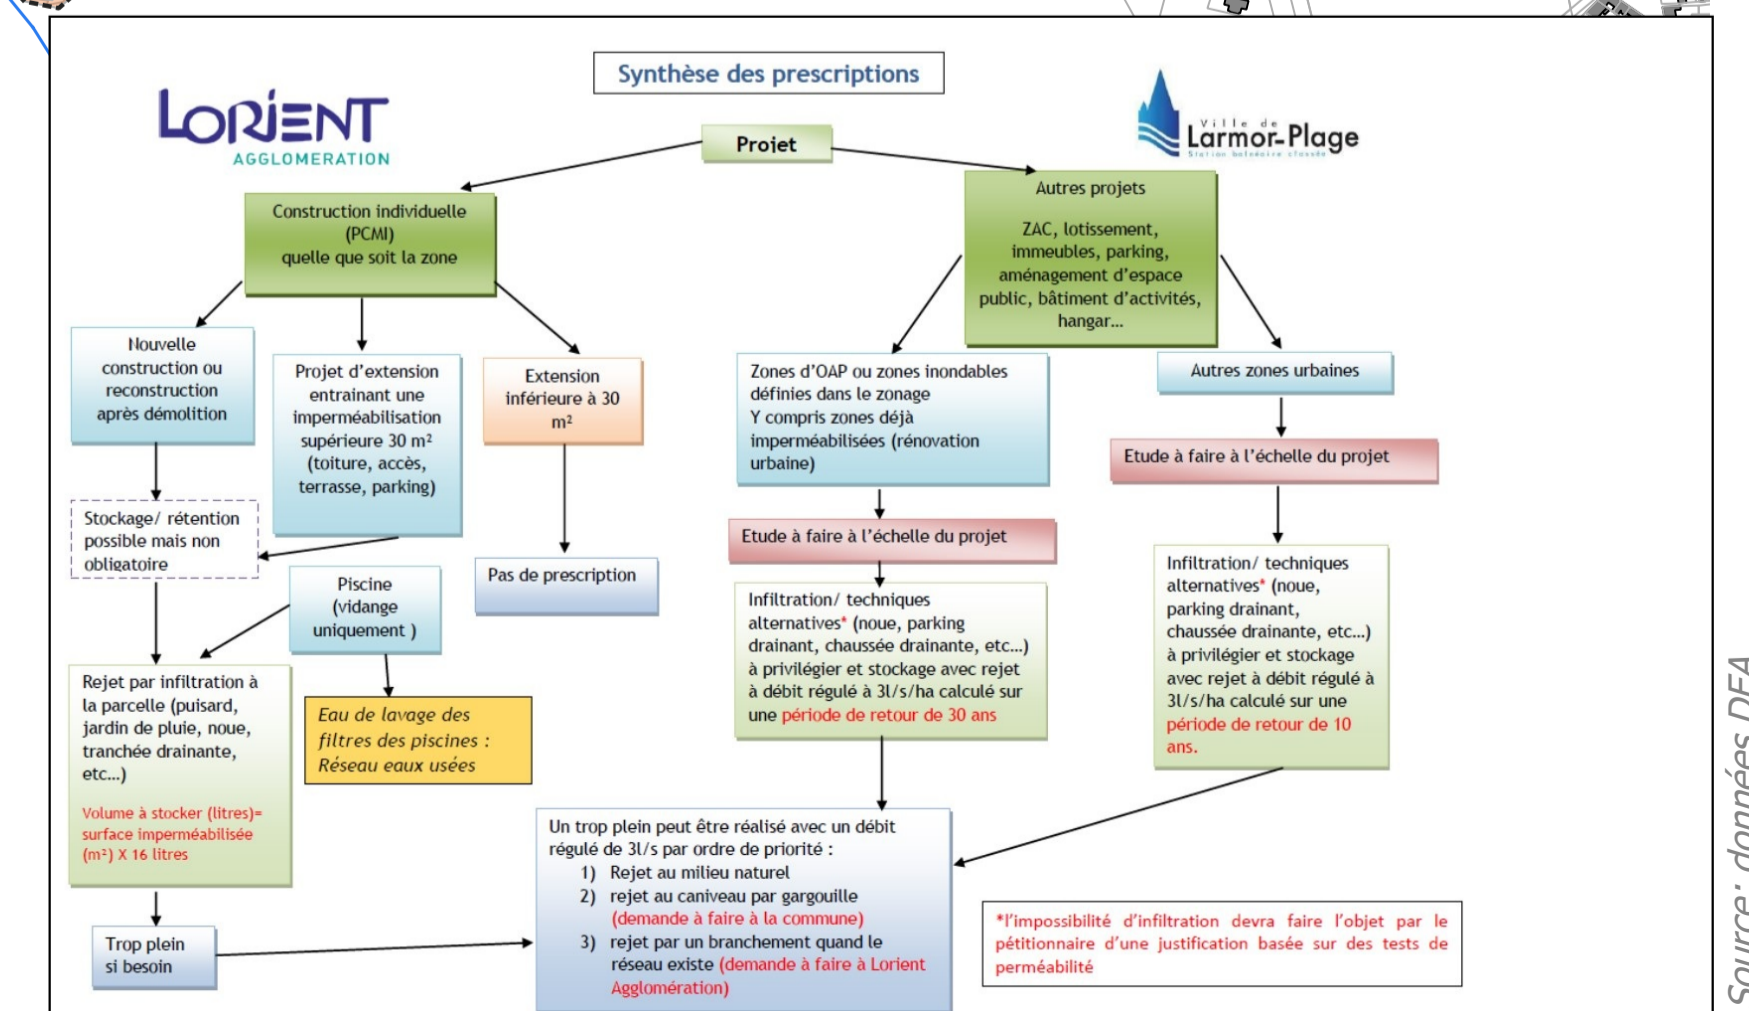 Synthèse des prescriptions
LORIENT
AGGLOMERATION
Ville de
Larmor-Plage
Station balnéaire classée
Projet
Construction individuelle
(PCMI)
quelle que soit la zone
Autres projets
ZAC, lotissement,
immeubles, parking,
aménagement d'espace
public, bâtiment d'activités,
hangar…
Nouvelle
construction ou
reconstruction
après démolition
Projet d'extension
entrainant une
imperméabilisation
supérieure 30 m²
(toiture, accès,
terrasse, parking)
Extension
inférieure à 30
m²
Zones d'OAP ou zones inondables
définies dans le zonage
Y compris zones déjà
imperméabilisées (rénovation
urbaine)
Autres zones urbaines
Etude à faire à l'échelle du projet
Stockage/ rétention
possible mais non
obligatoire
Etude à faire à l'échelle du projet
Pas de prescription
Piscine
(vidange
uniquement )
Infiltration/ techniques
alternatives* (noue, parking
drainant, chaussée drainante, etc…)
à privilégier et stockage avec rejet
à débit régulé à 3l/s/ha calculé sur
une période de retour de 30 ans
Infiltration/ techniques
alternatives* (noue,
parking drainant,
chaussée drainante, etc…)
à privilégier et stockage
avec rejet à débit régulé à
3l/s/ha calculé sur une
période de retour de 10
ans.
Rejet par infiltration à
la parcelle (puisard,
jardin de pluie, noue,
tranchée drainante,
etc…)
Volume à stocker (litres)=
surface imperméabilisée
(m²) X 16 litres
Eau de lavage des
filtres des piscines :
Réseau eaux usées
Trop plein
si besoin
Un trop plein peut être réalisé avec un débit
régulé de 3l/s par ordre de priorité :
1) Rejet au milieu naturel
2) rejet au caniveau par gargouille
(demande à faire à la commune)
3) rejet par un branchement quand le
réseau existe (demande à faire à Lorient
Agglomération)
*l'impossibilité d'infiltration devra faire l'objet par le
pétitionnaire d'une justification basée sur des tests de
perméabilité
Source: données DEA